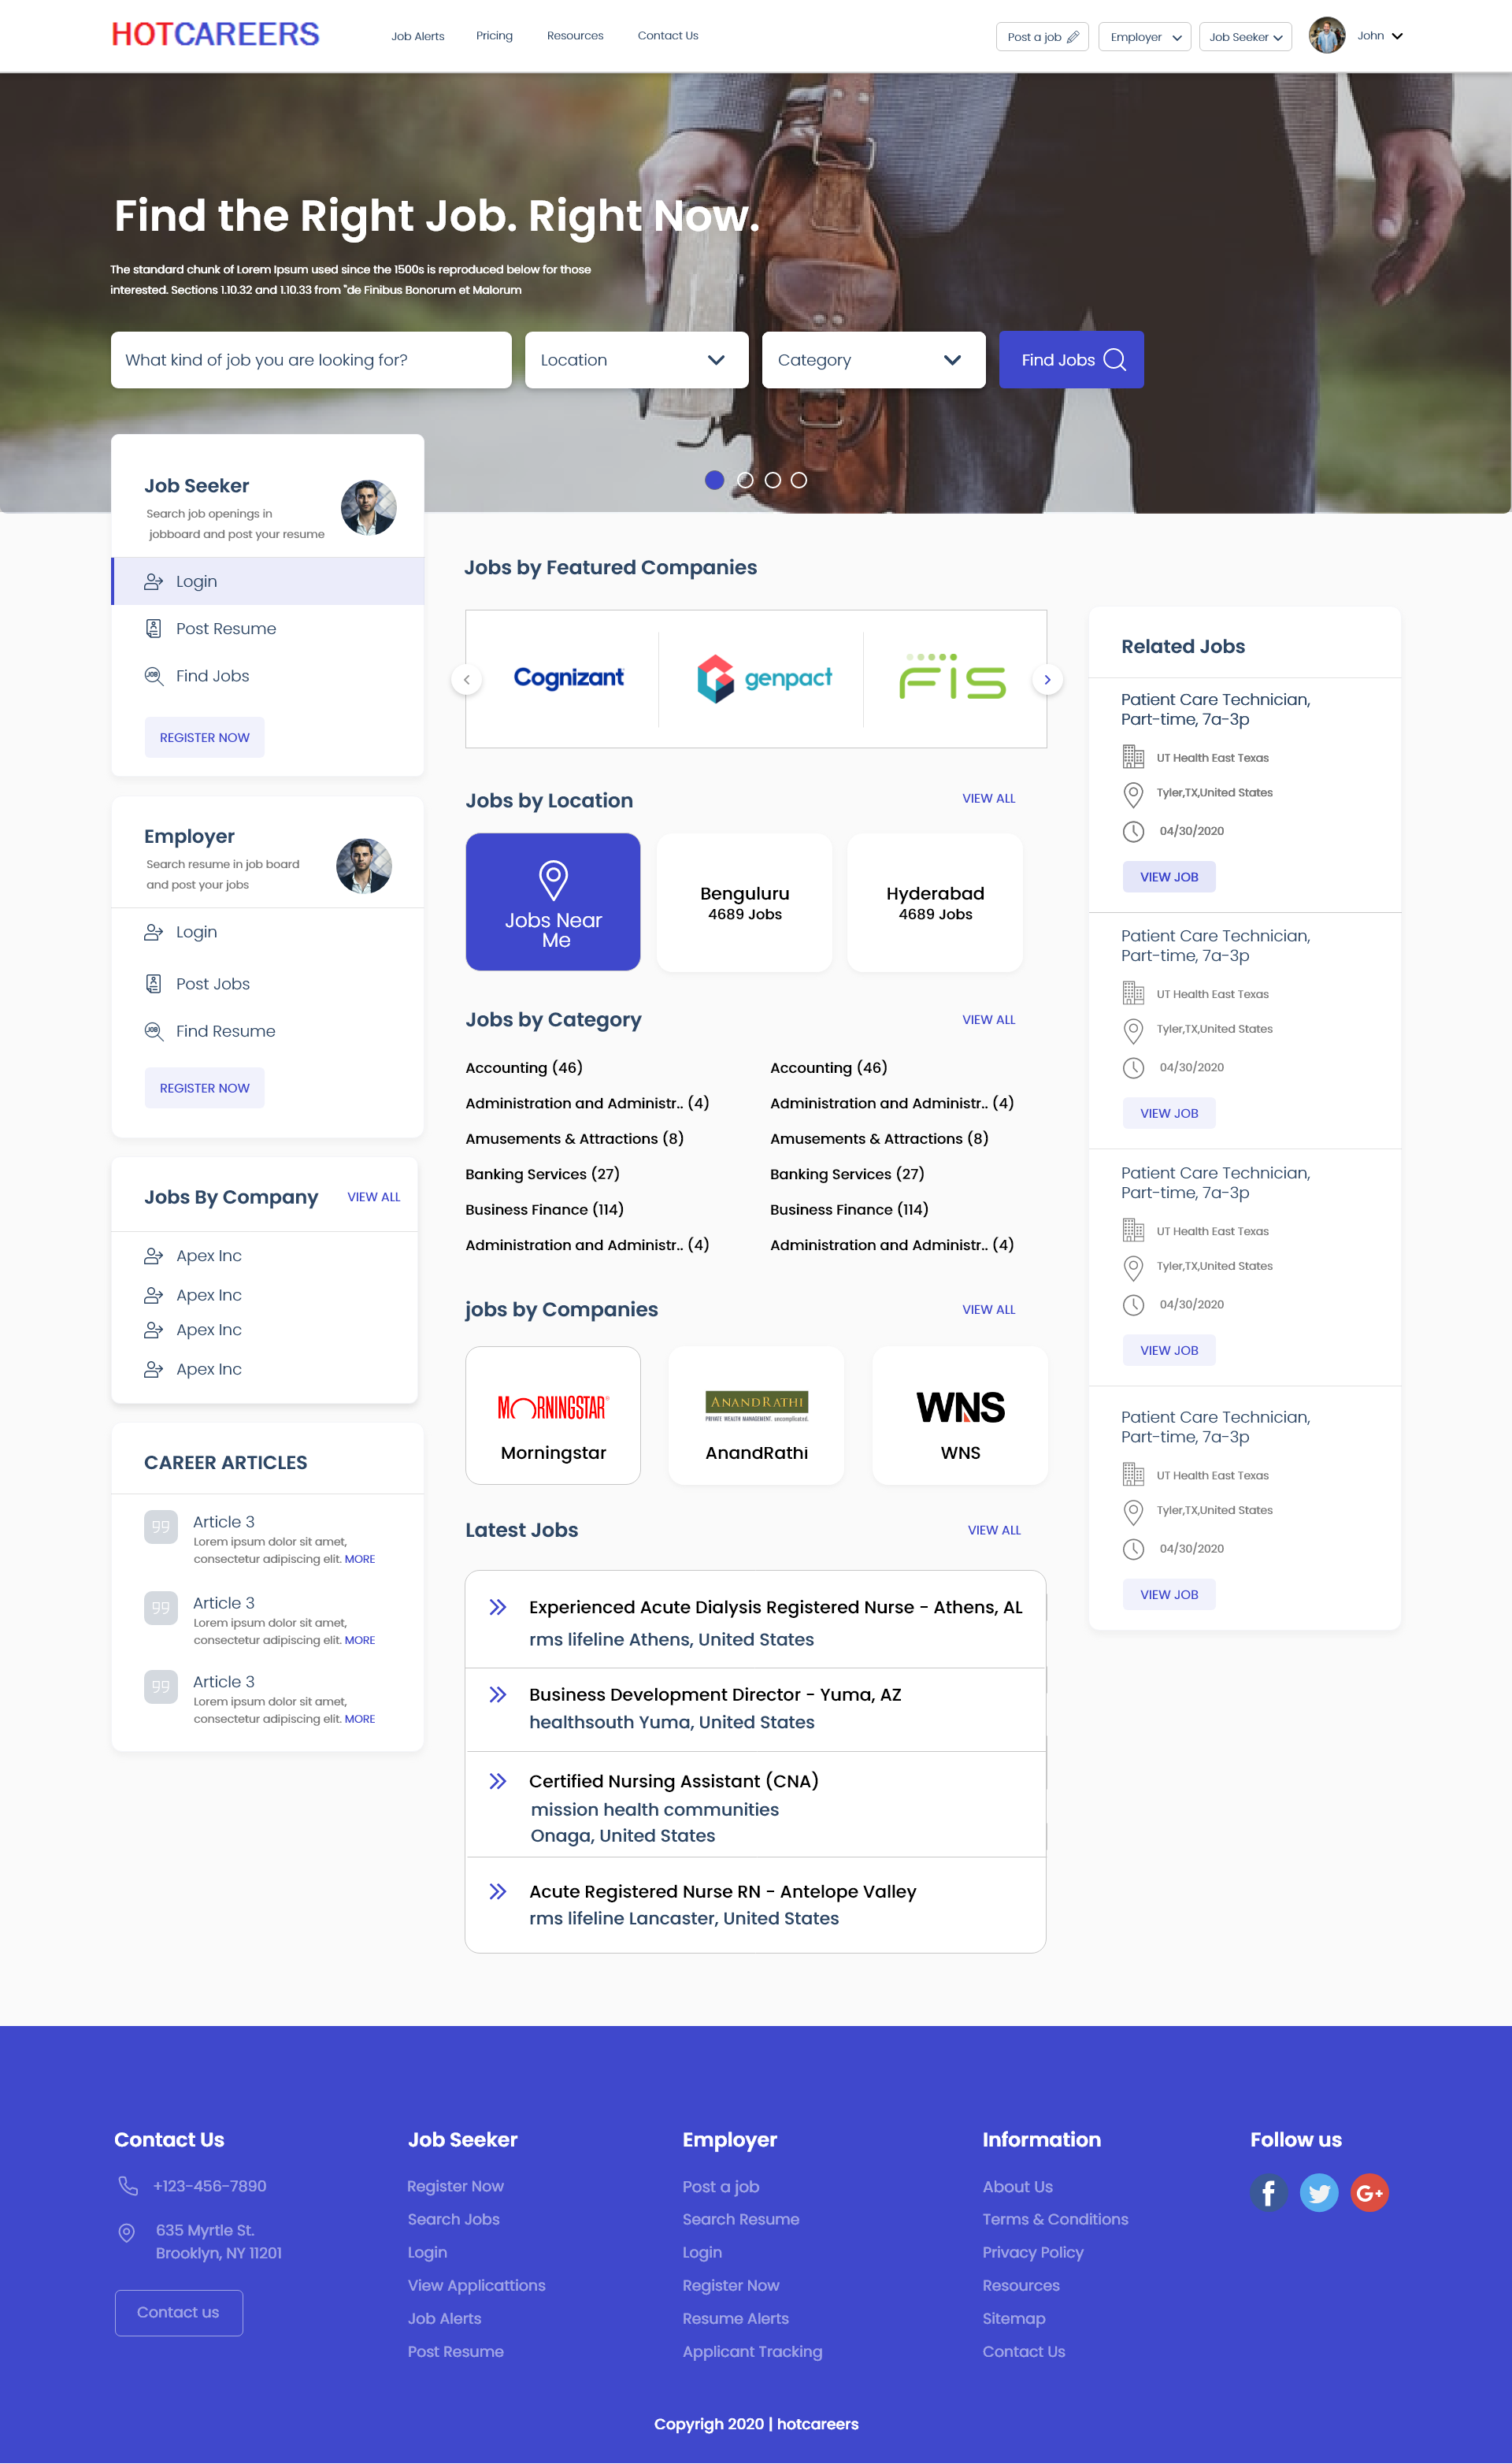 HOTCAREERS
Job Alerts
Pricing
Resources
Contact Us
Post a job
Employer
Job Seeker
John
Find the Right Job. Right Now.
The standard chunk of Lorem Ipsum used since the 1500s is reproduced below for those
interested. Sections 1.10.32 and 1.10.33 from "de Finibus Bonorum et Malorum
What kind of job you are looking for?
Location
Category
Find Jobs
Job Seeker
Search job openings in
jobboard and post your resume
Login
Post Resume
JOB
Find Jobs
REGISTER NOW
Employer
Search resume in job board
and post your jobs
Login
Post Jobs
JOB
Find Resume
REGISTER NOW
Jobs By Company
VIEW ALL
Apex Inc
Apex Inc
Apex Inc
Apex Inc
CAREER ARTICLES
Article 3
Lorem ipsum dolor sit amet,
consectetur adipiscing elit. MORE
Article 3
Lorem ipsum dolor sit amet,
consectetur adipiscing elit. MORE
Article 3
Lorem ipsum dolor sit amet,
consectetur adipiscing elit. MORE
Jobs by Featured Companies
Cognizant
genpact
FIS
Jobs by Location
VIEW ALL
Jobs Near
Me
Benguluru
4689 Jobs
Hyderabad
4689 Jobs
Jobs by Category
VIEW ALL
Accounting (46)
Administration and Administr.. (4)
Amusements & Attractions (8)
Banking Services (27)
Business Finance (114)
Administration and Administr.. (4)
Accounting (46)
Administration and Administr.. (4)
Amusements & Attractions (8)
Banking Services (27)
Business Finance (114)
Administration and Administr.. (4)
jobs by Companies
VIEW ALL
MORNINGSTAR®
Morningstar
ANANDRATHI
PRIVATE WEALTH MANAGEMENT. uncomplicated.
AnandRathi
WNS
WNS
Latest Jobs
VIEW ALL
Experienced Acute Dialysis Registered Nurse - Athens, AL
rms lifeline Athens, United States
Business Development Director - Yuma, AZ
healthsouth Yuma, United States
Certified Nursing Assistant (CNA)
mission health communities
Onaga, United States
Acute Registered Nurse RN - Antelope Valley
rms lifeline Lancaster, United States
Related Jobs
Patient Care Technician,
Part-time, 7a-3p
UT Health East Texas
Tyler,TX,United States
04/30/2020
VIEW JOB
Patient Care Technician,
Part-time, 7a-3p
UT Health East Texas
Tyler,TX,United States
04/30/2020
VIEW JOB
Patient Care Technician,
Part-time, 7a-3p
UT Health East Texas
Tyler,TX,United States
04/30/2020
VIEW JOB
Patient Care Technician,
Part-time, 7a-3p
UT Health East Texas
Tyler,TX,United States
04/30/2020
VIEW JOB
Contact Us
+123-456-7890
635 Myrtle St.
Brooklyn, NY 11201
Contact us
Job Seeker
Register Now
Search Jobs
Login
View Applicattions
Job Alerts
Post Resume
Employer
Post a job
Search Resume
Login
Register Now
Resume Alerts
Applicant Tracking
Information
About Us
Terms & Conditions
Privacy Policy
Resources
Sitemap
Contact Us
Follow us
f
G+
Copyrigh 2020 | hotcareers